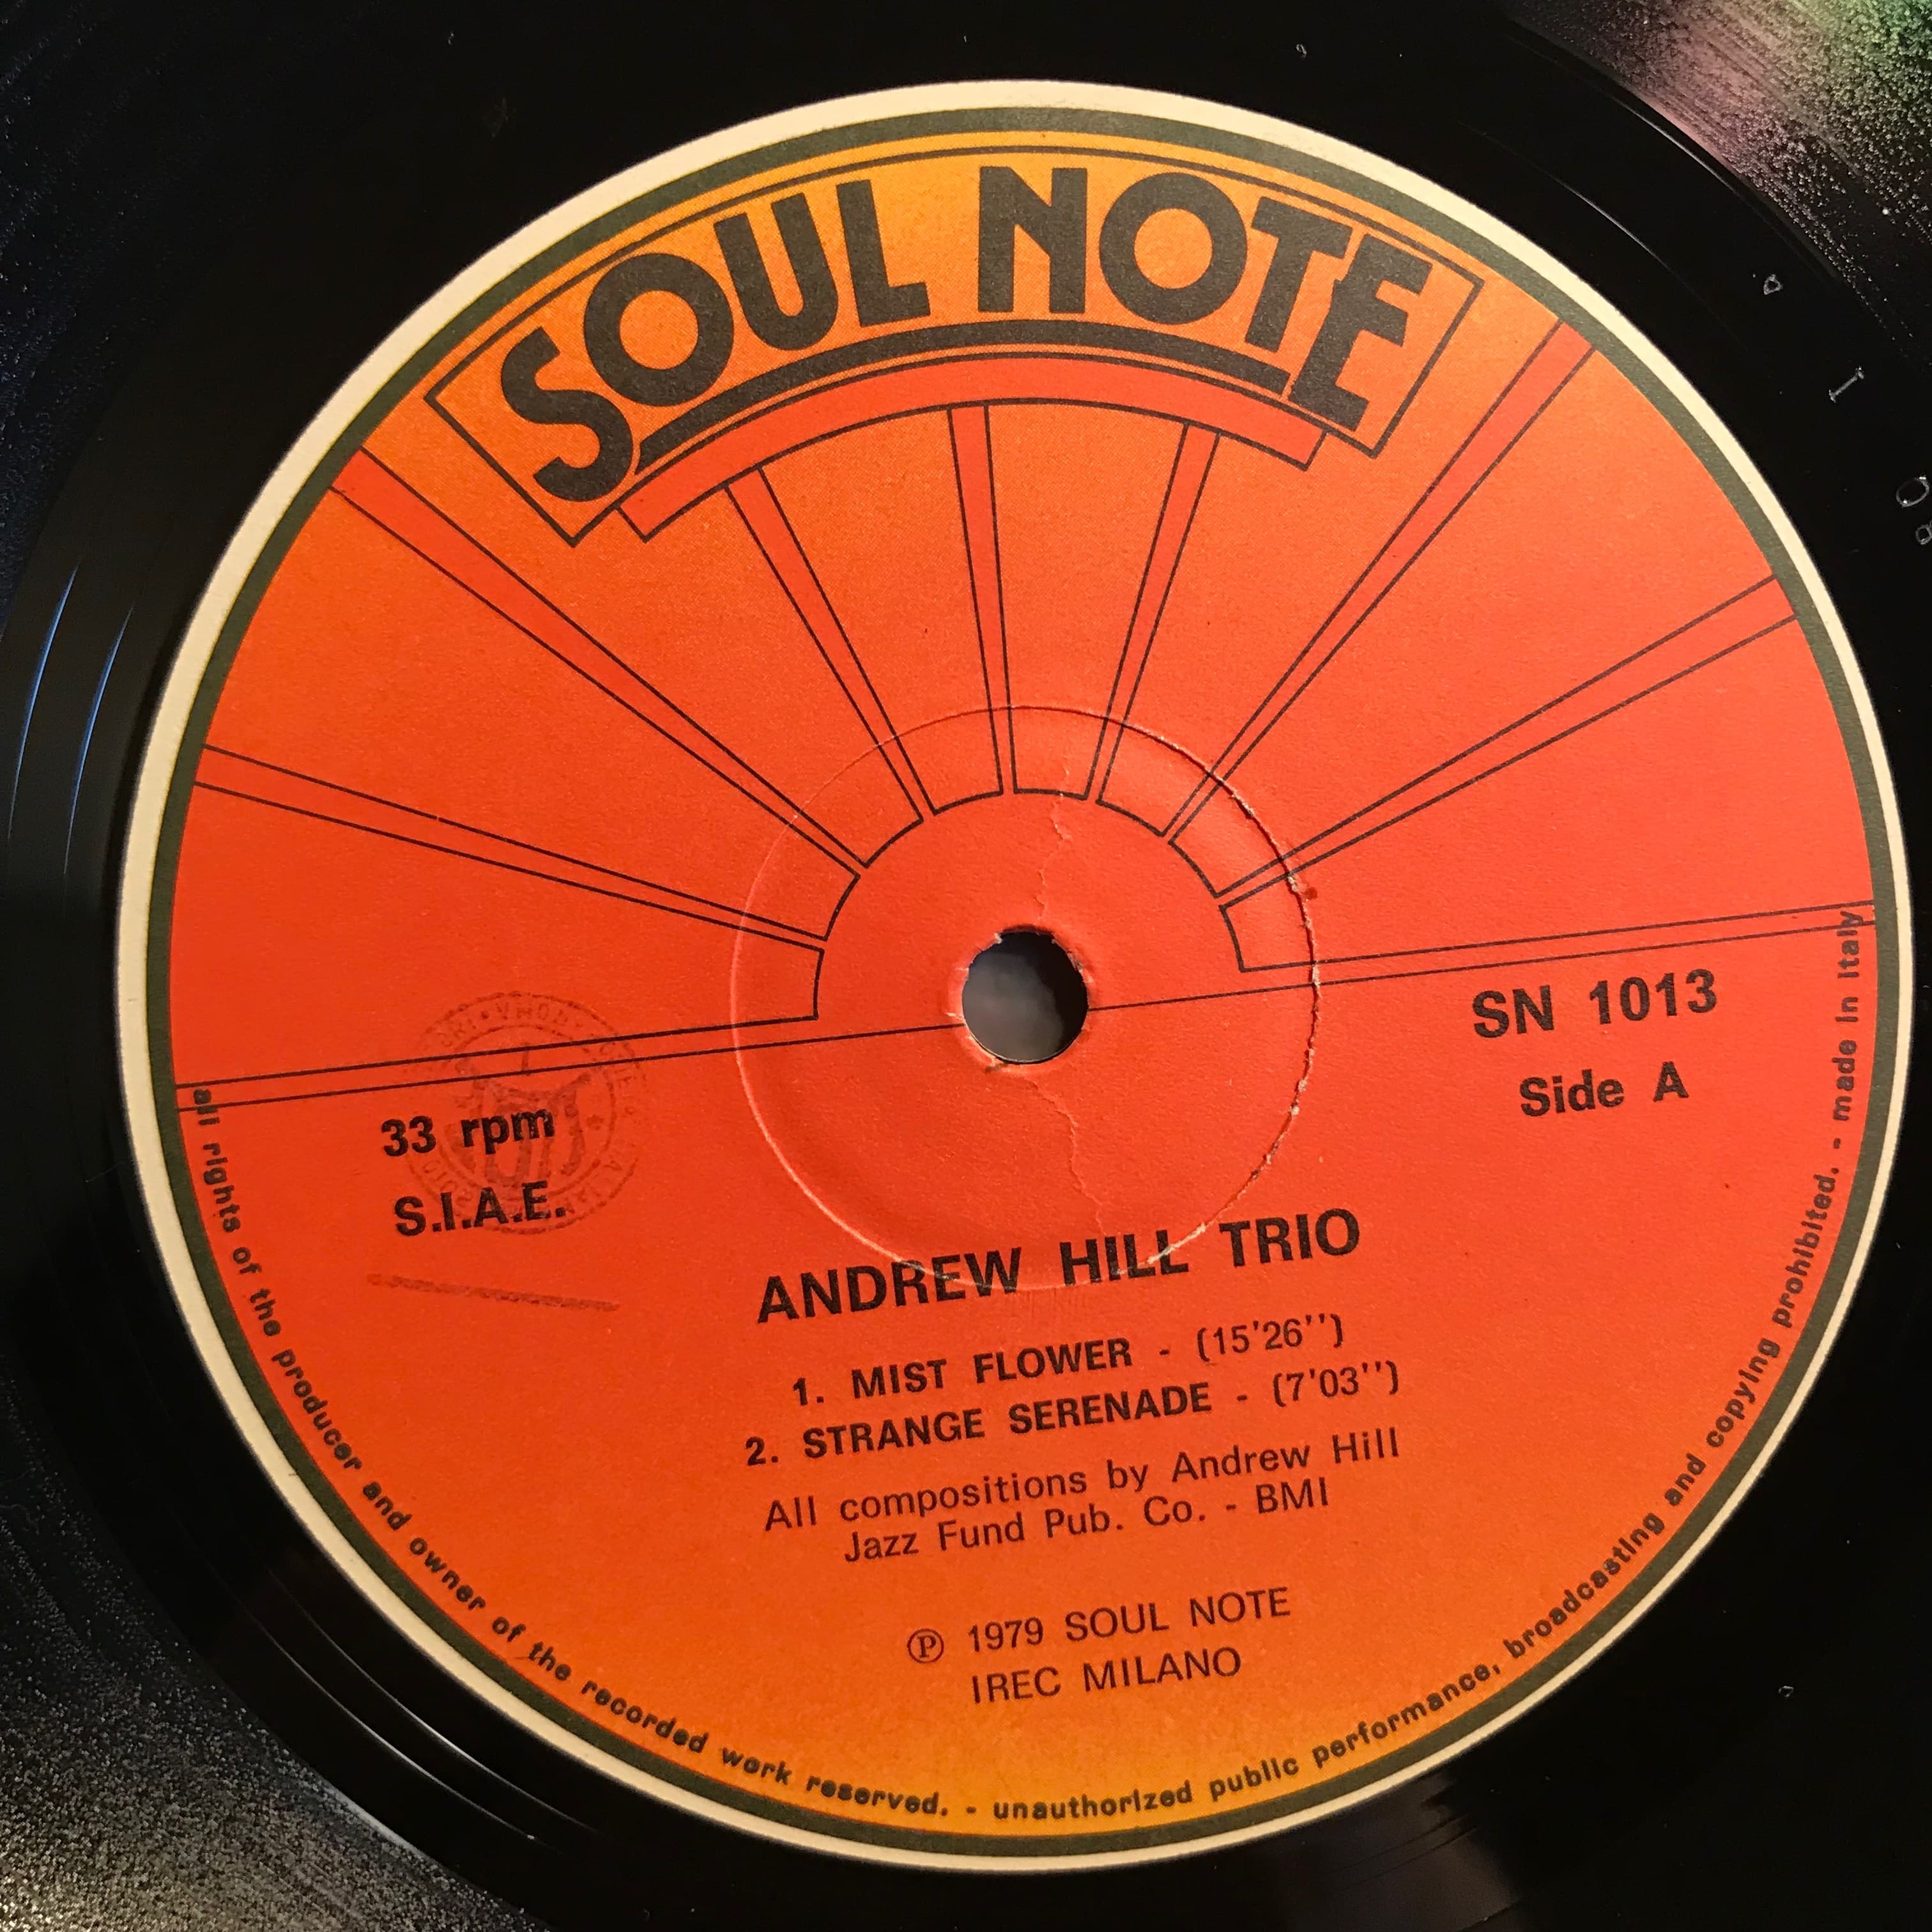 SOUL NOTE
SN 1013
Side A
33 rpm
S.I.A.E.
ANDREW HILL TRIO
1. MIST FLOWER - (15'26'')
2. STRANGE SERENADE - (7'03'')
All compositions by Andrew Hill
Jazz Fund Pub. Co. - BMI
℗ 1979 SOUL NOTE
IREC MILANO
all rights of the producer and owner of the recorded work reserved. - unauthorized public performance, broadcasting and copying prohibited. - made in Italy